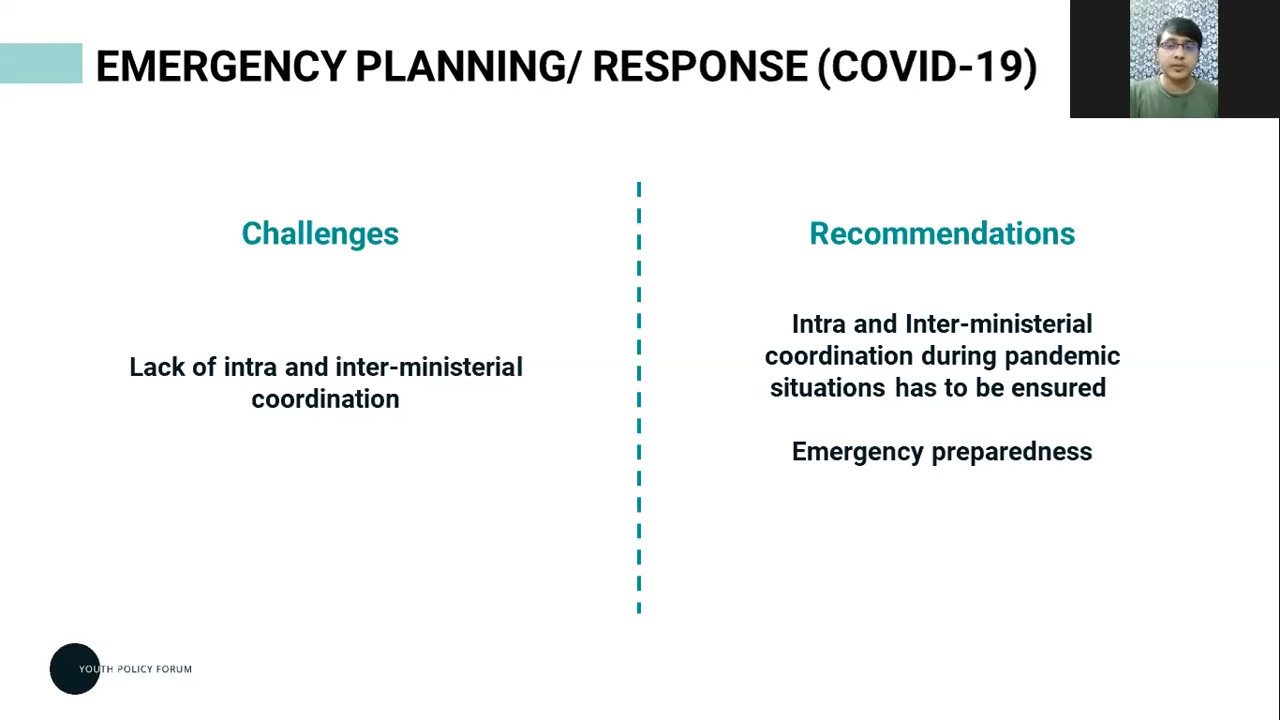 EMERGENCY PLANNING/ RESPONSE (COVID-19)
Challenges
Lack of intra and inter-ministerial
coordination
Recommendations
Intra and Inter-ministerial
coordination during pandemic
situations has to be ensured
Emergency preparedness
YOUTH POLICY FORUM